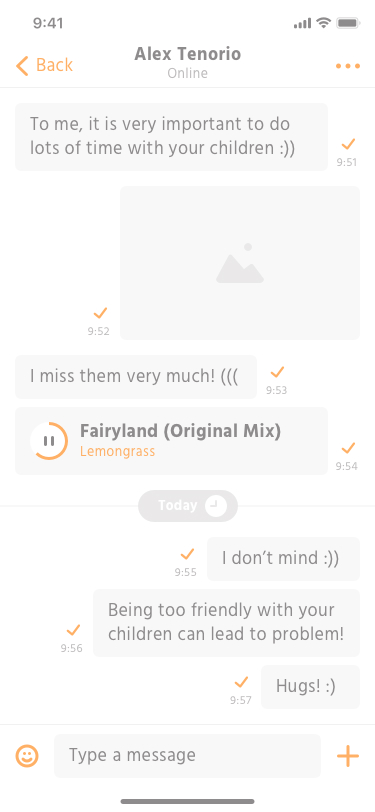 9:41
Back
Alex Tenorio
Online
To me, it is very important to do
lots of time with your children :))
9:51
9:52
I miss them very much! (((
9:53
Fairyland (Original Mix)
Lemongrass
9:54
Today
I don’t mind :))
9:55
Being too friendly with your
children can lead to problem!
9:56
Hugs! :)
9:57
Type a message